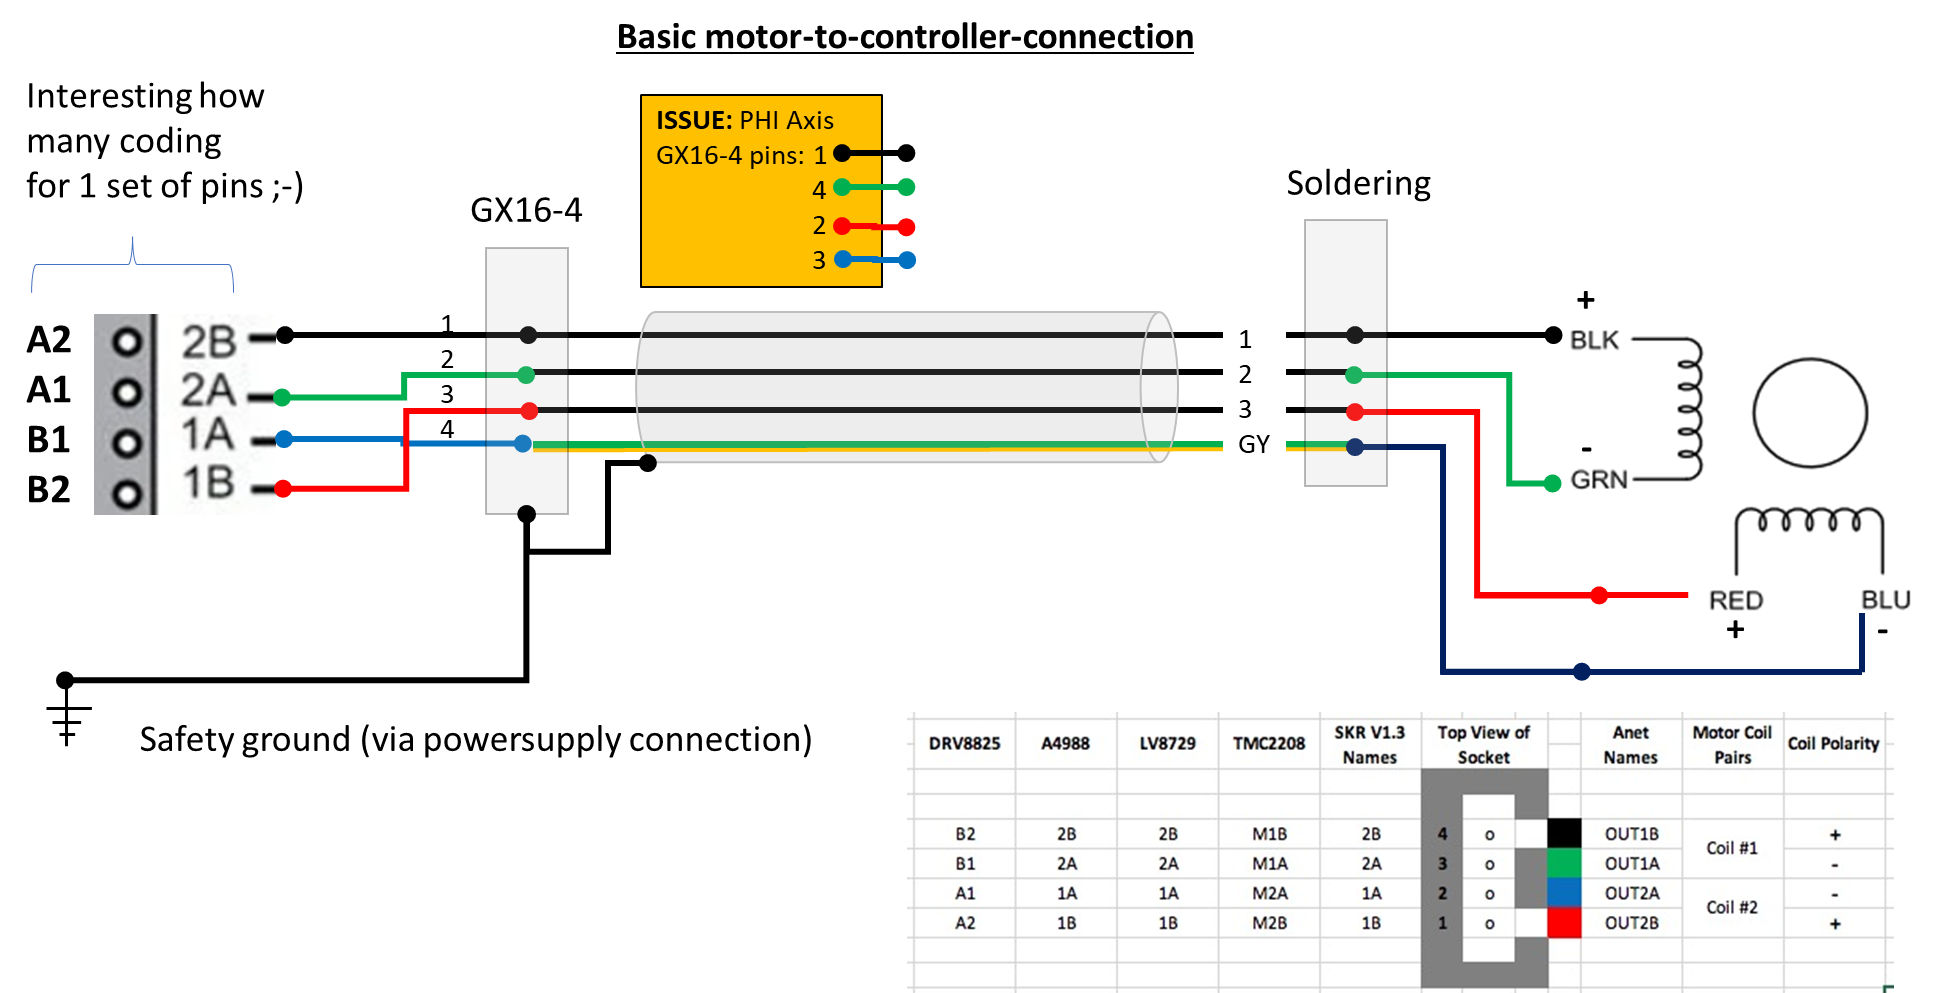 Basic motor-to-controller-connection
Interesting how
many coding
for 1 set of pins ;-)
ISSUE: PHI Axis
GX16-4 pins: 1
4
2
3
GX16-4
Soldering
A2 2B
A1 2A
B1 1A
B2 1B
1
2
3
4
1
2
3
GY
+
BLK
-
GRN
RED
+
BLU
-
Safety ground (via powersupply connection)
DRV8825 A4988 LV8729 TMC2208 SKR V1.3 Names Top View of Socket Anet Names Motor Coil Pairs Coil Polarity
B2 2B 2B M1B 2B 4 o OUT1B +
Coil #1
B1 2A 2A M1A 2A 3 o OUT1A -
A1 1A 1A M2A 1A 2 o OUT2A -
Coil #2
A2 1B 1B M2B 1B 1 o OUT2B +